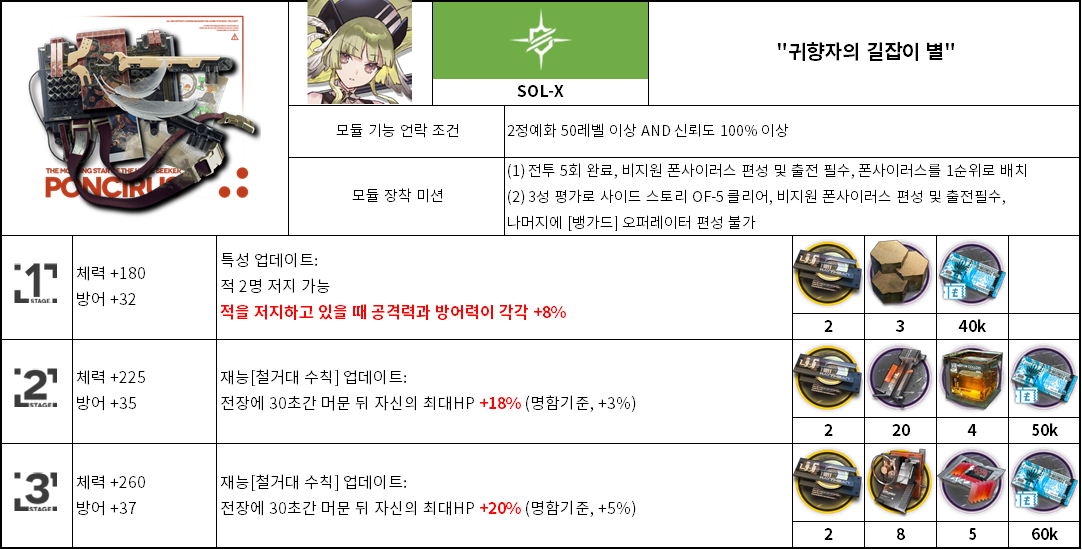 THE MORNING STAR OF THE HOMESEEKER
PONCIRUS
SOL-X
"귀향자의 길잡이 별"
모듈 기능 언락 조건
2정예화 50레벨 이상 AND 신뢰도 100% 이상
모듈 장착 미션
(1) 전투 5회 완료, 비지원 폰사이러스 편성 및 출전 필수, 폰사이러스를 1순위로 배치
(2) 3성 평가로 사이드 스토리 OF-5 클리어, 비지원 폰사이러스 편성 및 출전필수,
나머지에 [뱅가드] 오퍼레이터 편성 불가
1
STAGE
체력 +180
방어 +32
특성 업데이트:
적 2명 저지 가능
적을 저지하고 있을 때 공격력과 방어력이 각각 +8%
2
3
40k
2
STAGE
체력 +225
방어 +35
재능[철거대 수칙] 업데이트:
전장에 30초간 머문 뒤 자신의 최대HP +18% (명함기준, +3%)
2
20
4
50k
3
STAGE
체력 +260
방어 +37
재능[철거대 수칙] 업데이트:
전장에 30초간 머문 뒤 자신의 최대HP +20% (명함기준, +5%)
2
8
5
60k